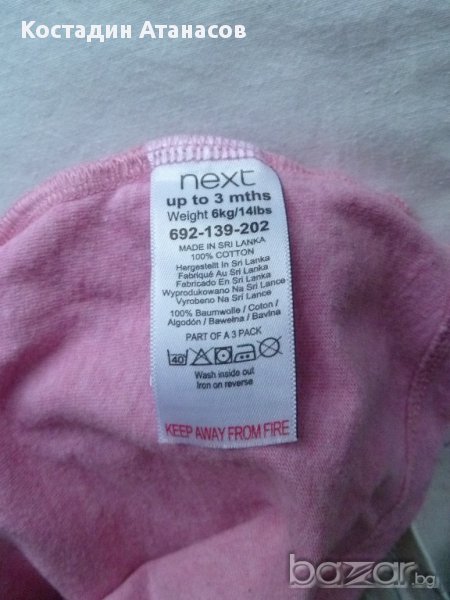 Костадин Атанасов
next
up to 3 mths
Weight 6kg/14lbs
692-139-202
MADE IN SRI LANKA
100% COTTON
Hergestellt In Sri Lanka
Fabriqué Au Sri Lanka
Fabricado En Sri Lanka
Wyprodukowano Na Sri Lance
Vyrobeno Na Sri Lance
100% Baumwolle / Coton /
Algodón / Bawełna / Bavlna
PART OF A 3 PACK
40
Wash inside out
Iron on reverse
KEEP AWAY FROM FIRE
bazar.bg